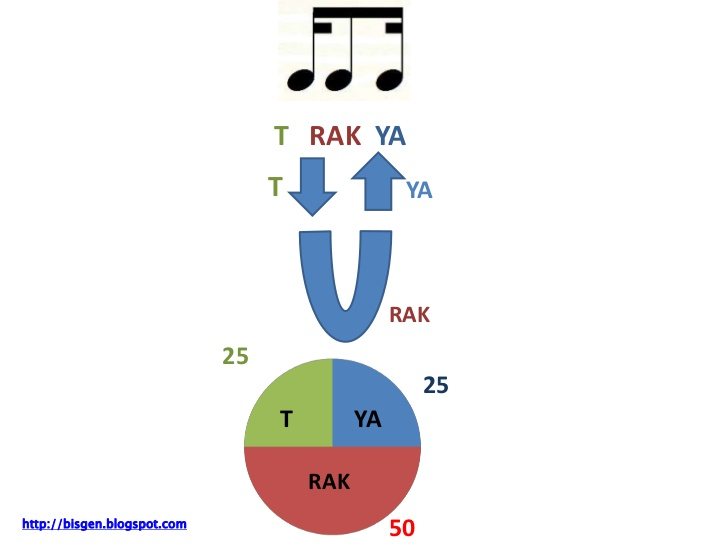 T RAK YA
T
YA
RAK
25
25
T
YA
RAK
50
http://bisgen.blogspot.com